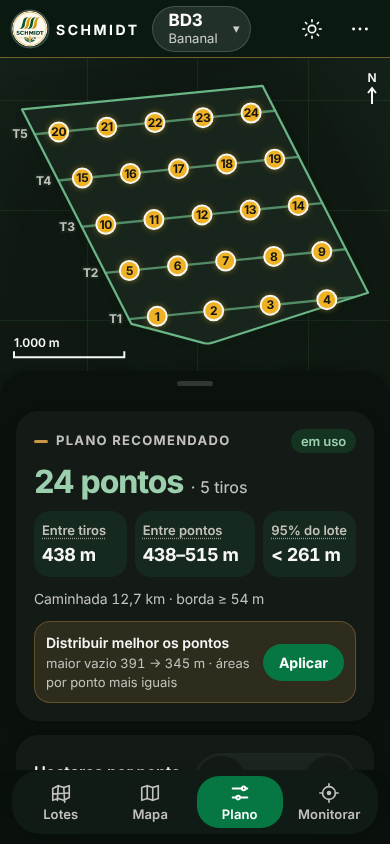 SCHMIDT
SCHMIDT
BD3
Bananal
N
T5
20
21
22
23
24
T4
15
16
17
18
19
T3
10
11
12
13
14
T2
5
6
7
8
9
T1
1
2
3
4
1.000 m
PLANO RECOMENDADO
em uso
24 pontos · 5 tiros
Entre tiros
438 m
Entre pontos
438–515 m
95% do lote
< 261 m
Caminhada 12,7 km · borda ≥ 54 m
Distribuir melhor os pontos
maior vazio 391 → 345 m · áreas
por ponto mais iguais
Aplicar
Lotes
Mapa
Plano
Monitorar